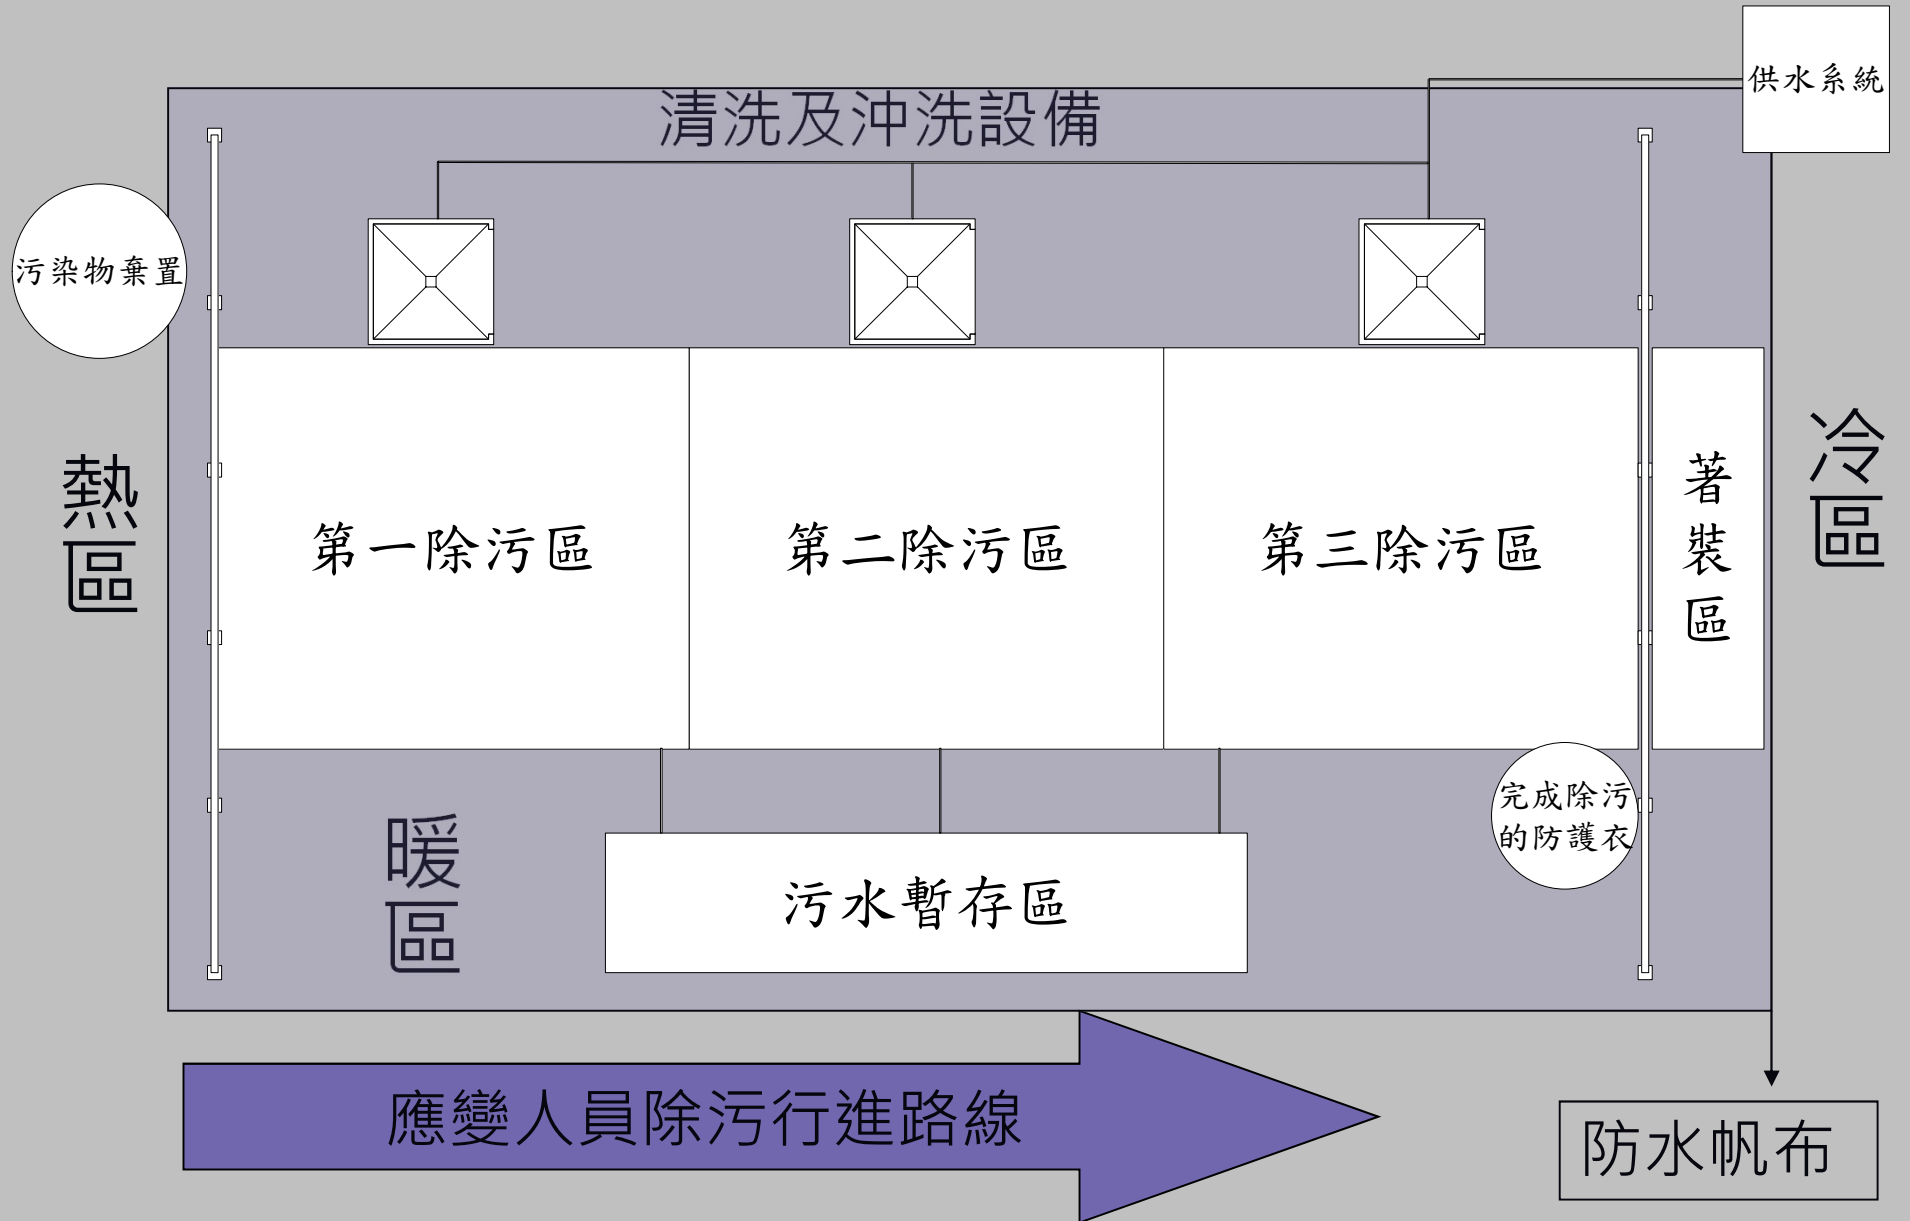 供水系統
清洗及沖洗設備
污染物棄置
熱區
第一除污區
第二除污區
第三除污區
著裝區
冷區
完成除污
的防護衣
暖區
污水暫存區
應變人員除污行進路線
防水帆布